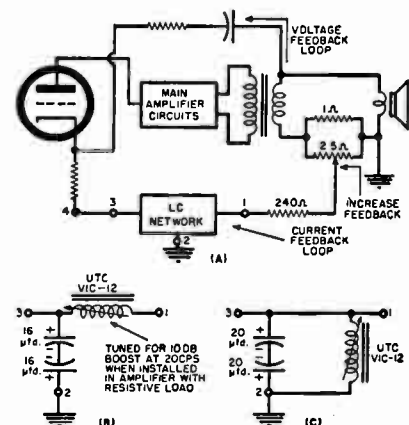 VOLTAGE
FEEDBACK
LOOP
MAIN
AMPLIFIER
CIRCUITS
1Ω
25Ω
INCREASE
FEEDBACK
4
3
LC
NETWORK
1
240Ω
2
CURRENT
FEEDBACK
LOOP
(A)
UTC
VIC-12
3
1
16
µfd.
16
µfd.
2
TUNED FOR 10DB
BOOST AT 20CPS
WHEN INSTALLED
IN AMPLIFIER WITH
RESISTIVE LOAD
(B)
3
1
20
µfd.
20
µfd.
2
UTC
VIC-12
(C)